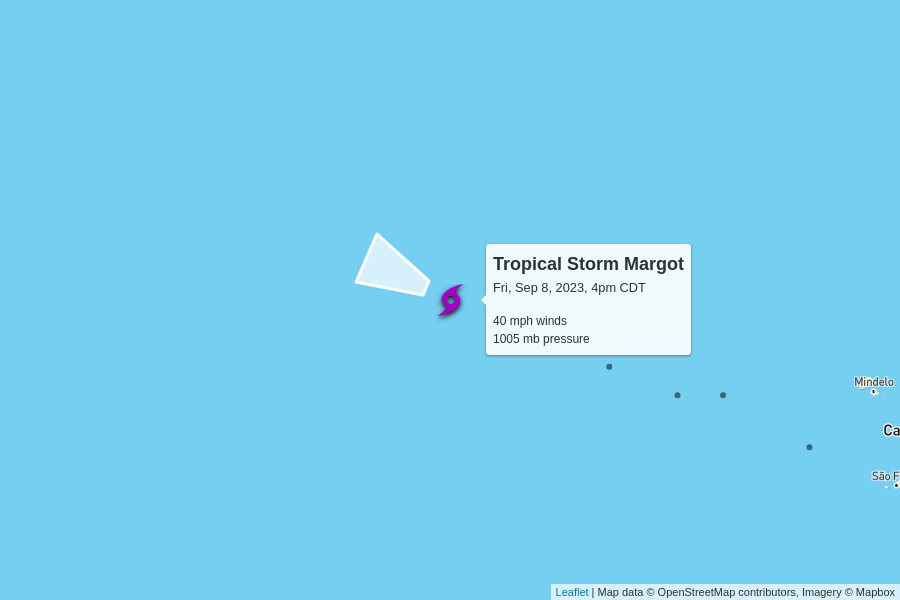 Tropical Storm Margot
Fri, Sep 8, 2023, 4pm CDT
40 mph winds
1005 mb pressure
Mindelo
Ca
São F
Leaflet | Map data © OpenStreetMap contributors, Imagery © Mapbox